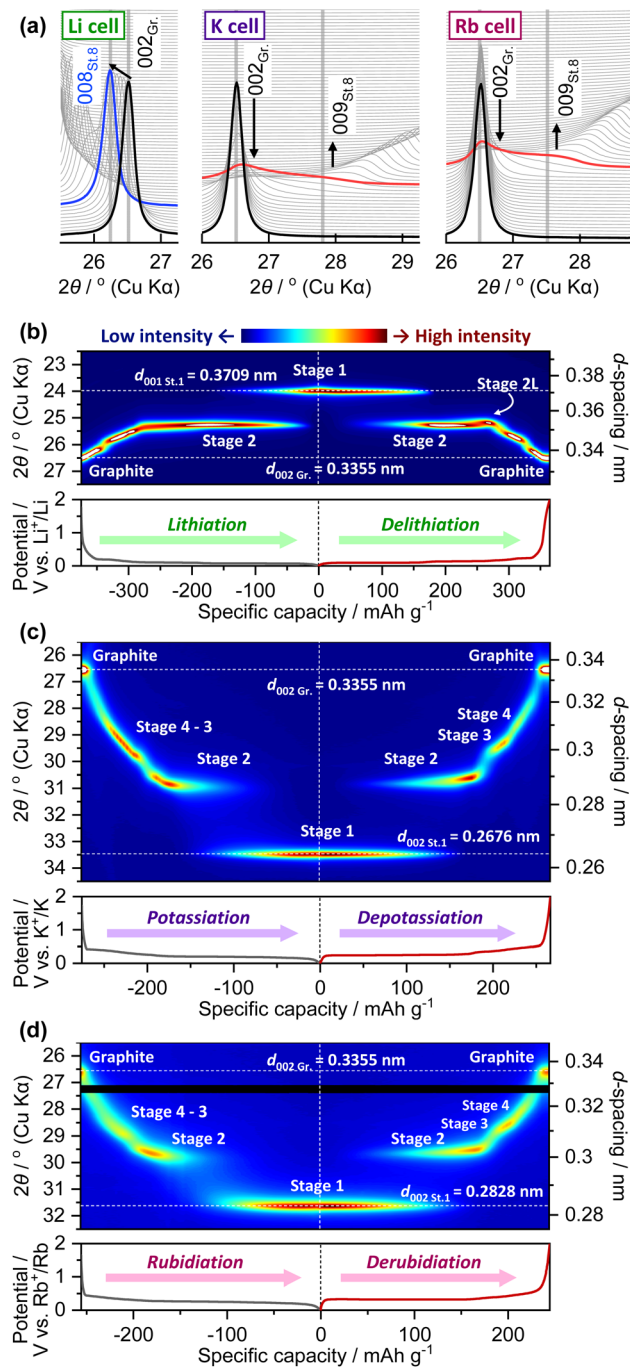 (a)
Li cell
K cell
Rb cell
008St.8
002Gr.
002Gr.
009St.8
002Gr.
009St.8
26 27
26 27 28 29
26 27 28
2θ / ° (Cu Kα)
2θ / ° (Cu Kα)
2θ / ° (Cu Kα)
(b)
Low intensity ← → High intensity
Stage 1
d001 St.1 = 0.3709 nm
Stage 2L
Stage 2
Stage 2
Graphite
d002 Gr. = 0.3355 nm
Graphite
2θ / ° (Cu Kα)
23
24
25
26
27
d-spacing / nm
0.38
0.36
0.34
Potential /
V vs. Li⁺/Li
2
1
0
Lithiation
Delithiation
-300 -200 -100 0 100 200 300
Specific capacity / mAh g⁻¹
(c)
Graphite
Graphite
d002 Gr. = 0.3355 nm
Stage 4 - 3
Stage 4
Stage 3
Stage 2
Stage 2
Stage 1
d002 St.1 = 0.2676 nm
2θ / ° (Cu Kα)
26
27
28
29
30
31
32
33
34
d-spacing / nm
0.34
0.32
0.30
0.28
0.26
Potential /
V vs. K⁺/K
2
1
0
Potassiation
Depotassiation
-200 -100 0 100 200
Specific capacity / mAh g⁻¹
(d)
Graphite
d002 Gr. = 0.3355 nm
Graphite
Stage 4 - 3
Stage 4
Stage 3
Stage 2
Stage 2
Stage 1
d002 St.1 = 0.2828 nm
2θ / ° (Cu Kα)
26
27
28
29
30
31
32
d-spacing / nm
0.34
0.32
0.30
0.28
Potential /
V vs. Rb⁺/Rb
2
1
0
Rubidiation
Derubidiation
-200 -100 0 100 200
Specific capacity / mAh g⁻¹